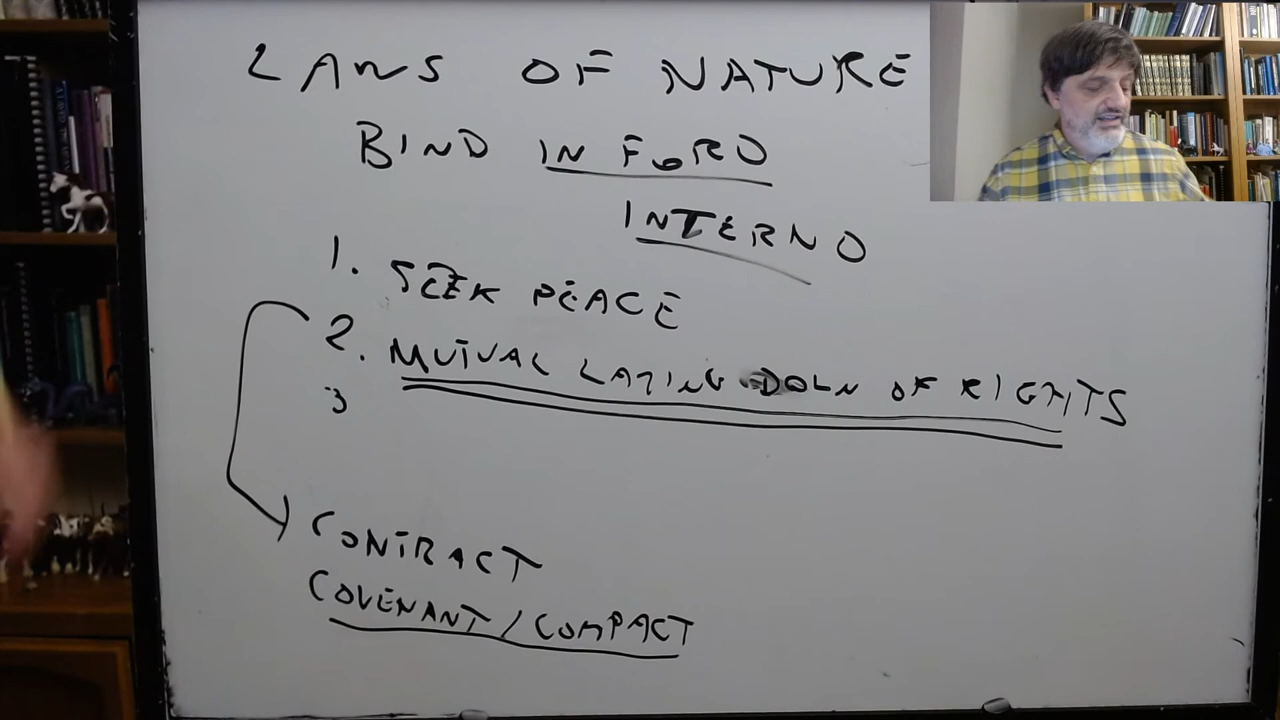 LAWS OF NATURE
BIND IN FORO
INTERNO
1. SEEK PEACE
2. MUTUAL LAYING DOWN OF RIGHTS
3
CONTRACT
COVENANT/COMPACT